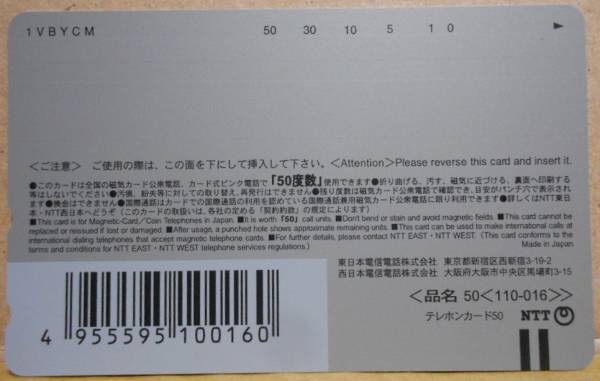 1VBYCM 50 30 10 5 1 0
＜ご注意＞ ご使用の際は、この面を下にして挿入して下さい。＜Attention＞Please reverse this card and insert it.
●このカードは全国の磁気カード公衆電話、カード式ピンク電話で「50度数」使用できます●折り曲げる、汚す、磁気に近づける、裏面へ印刷する
等はしないでください●汚損、紛失等に対しての取り替え、再発行はできません●残り度数は磁気カード公衆電話で確認でき、目安がパンチ穴で表示されま
す●換金はできません●国際通話はカードでの国際通話の利用を認めている国際通話兼用磁気カード公衆電話に限り利用できます●詳しくはNTT東日
本・NTT西日本へどうぞ（このカードの取扱いは、各社の定める「契約約款」の規定によります）
■This card is for Magnetic-Card／Coin Telephones in Japan. ■It is worth「50」call units. ■Don't bend or stain and avoid magnetic fields. ■This card cannot be
replaced or reissued if lost or damaged. ■After usage, a punched hole shows approximate remaining units. ■This card can be used to make international calls at
international dialing telephones that accept magnetic telephone cards. ■For further details, please contact NTT EAST・NTT WEST (This card conforms to the
terms and conditions for NTT EAST・NTT WEST telephone services regulations.) Made in Japan
東日本電信電話株式会社 東京都新宿区西新宿3-19-2
西日本電信電話株式会社 大阪府大阪市中央区馬場町3-15
＜品名 50＜110-016＞＞
テレホンカード50 NTT
4 955595 100160